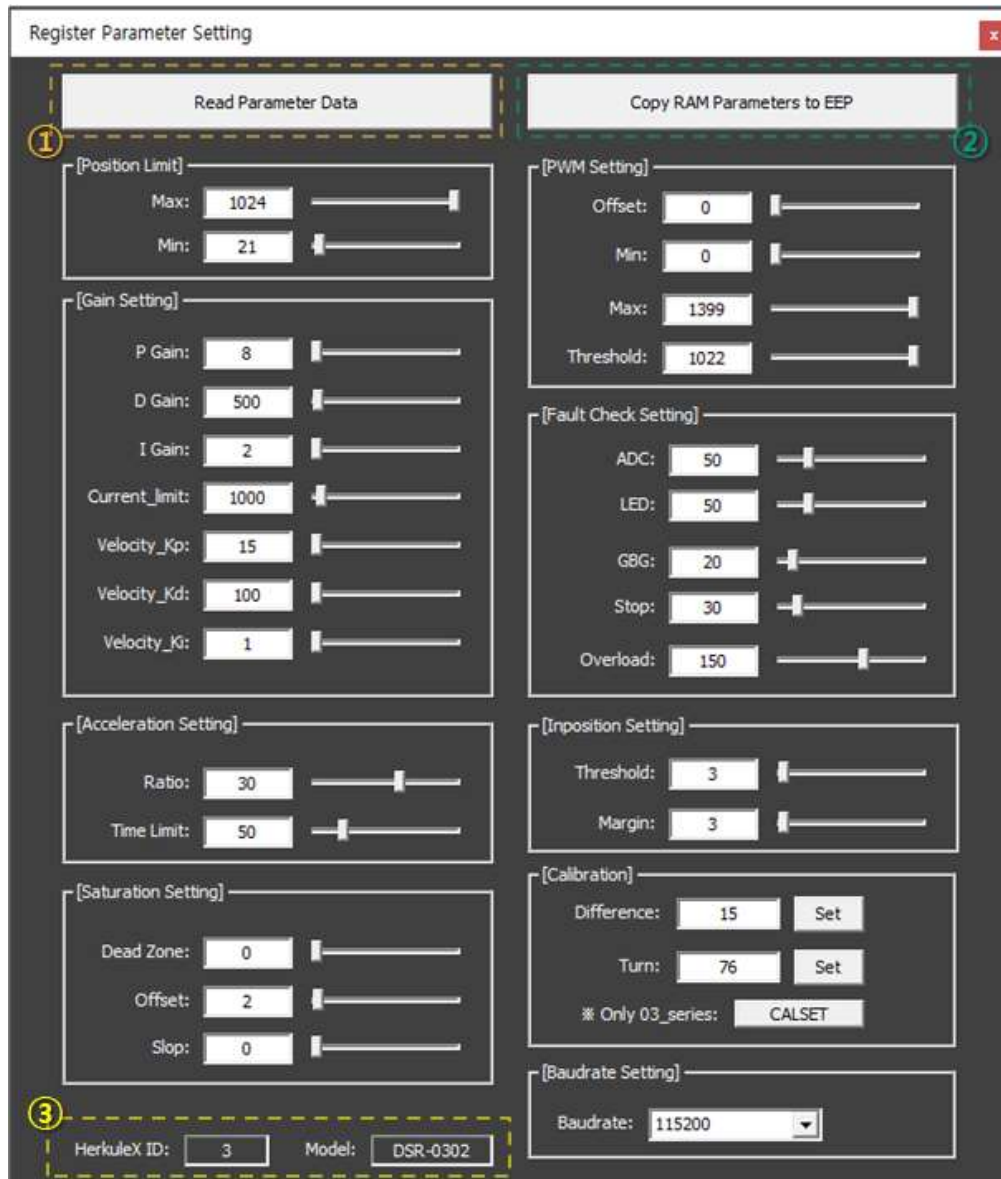 Register Parameter Setting
x
Read Parameter Data
Copy RAM Parameters to EEP
①
②
[Position Limit]
Max: 1024
Min: 21
[Gain Setting]
P Gain: 8
D Gain: 500
I Gain: 2
Current_limit: 1000
Velocity_Kp: 15
Velocity_Kd: 100
Velocity_Ki: 1
[Acceleration Setting]
Ratio: 30
Time Limit: 50
[Saturation Setting]
Dead Zone: 0
Offset: 2
Slop: 0
③
HerkuleX ID: 3 Model: DSR-0302
[PWM Setting]
Offset: 0
Min: 0
Max: 1399
Threshold: 1022
[Fault Check Setting]
ADC: 50
LED: 50
GBG: 20
Stop: 30
Overload: 150
[Inposition Setting]
Threshold: 3
Margin: 3
[Calibration]
Difference: 15 Set
Turn: 76 Set
※ Only 03_series: CALSET
[Baudrate Setting]
Baudrate: 115200